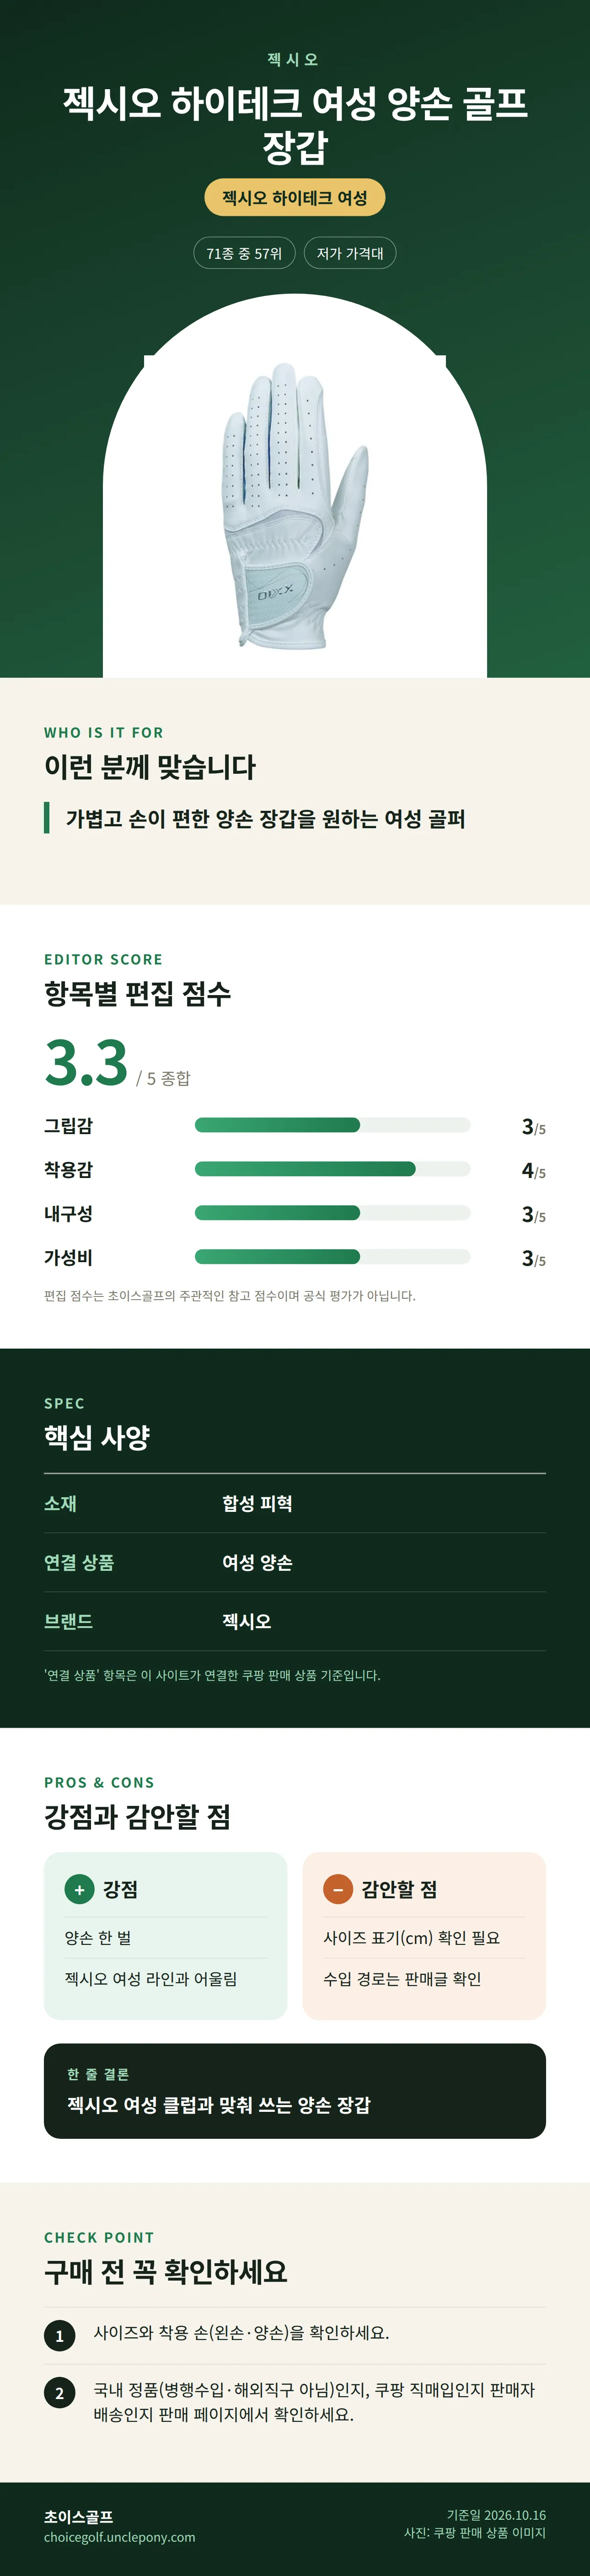 젝시오
젝시오 하이테크 여성 양손 골프
장갑
젝시오 하이테크 여성
71종 중 57위
저가 가격대
WHO IS IT FOR
이런 분께 맞습니다
가볍고 손이 편한 양손 장갑을 원하는 여성 골퍼
EDITOR SCORE
항목별 편집 점수
3.3 / 5 종합
그립감 3/5
착용감 4/5
내구성 3/5
가성비 3/5
편집 점수는 초이스골프의 주관적인 참고 점수이며 공식 평가가 아닙니다.
SPEC
핵심 사양
소재 합성 피혁
연결 상품 여성 양손
브랜드 젝시오
'연결 상품' 항목은 이 사이트가 연결한 쿠팡 판매 상품 기준입니다.
PROS & CONS
강점과 감안할 점
+ 강점
양손 한 벌
젝시오 여성 라인과 어울림
− 감안할 점
사이즈 표기(cm) 확인 필요
수입 경로는 판매글 확인
한 줄 결론
젝시오 여성 클럽과 맞춰 쓰는 양손 장갑
CHECK POINT
구매 전 꼭 확인하세요
1 사이즈와 착용 손(왼손·양손)을 확인하세요.
2 국내 정품(병행수입·해외직구 아님)인지, 쿠팡 직매입인지 판매자
배송인지 판매 페이지에서 확인하세요.
초이스골프
choicegolf.unclepony.com
기준일 2026.10.16
사진: 쿠팡 판매 상품 이미지